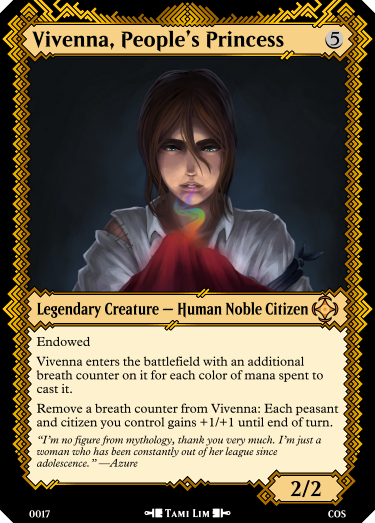 Vivenna, People's Princess 5
Legendary Creature — Human Noble Citizen
Endowed
Vivenna enters the battlefield with an additional
breath counter on it for each color of mana spent to
cast it.
Remove a breath counter from Vivenna: Each peasant
and citizen you control gains +1/+1 until end of turn.
"I'm no figure from mythology, thank you very much. I'm just a
woman who has been constantly out of her league since
adolescence." —Azure
2/2
0017 Tami Lim COS